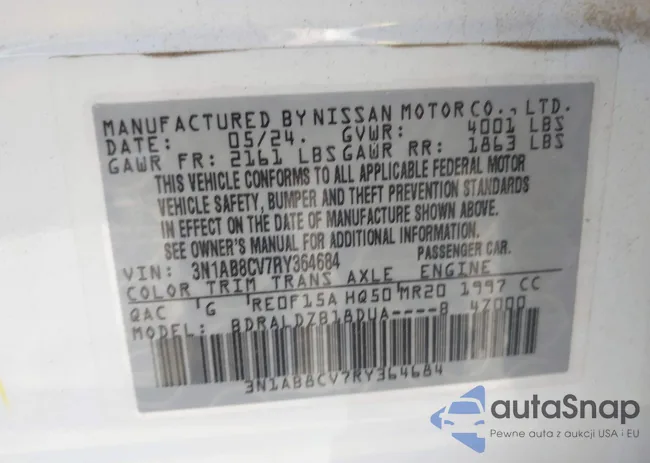 MANUFACTURED BY NISSAN MOTOR CO., LTD.
DATE: 05/24. GVWR: 4001 LBS
GAWR FR: 2161 LBS GAWR RR: 1863 LBS
THIS VEHICLE CONFORMS TO ALL APPLICABLE FEDERAL MOTOR
VEHICLE SAFETY, BUMPER AND THEFT PREVENTION STANDARDS
IN EFFECT ON THE DATE OF MANUFACTURE SHOWN ABOVE.
SEE OWNER'S MANUAL FOR ADDITIONAL INFORMATION.
VIN: 3N1AB8CV7RY364684 PASSENGER CAR.
COLOR TRIM TRANS AXLE ENGINE
QAC G RE0F15A HQ50 MR20 1997 CC
MODEL: BDRALDZB18DUA----B 47000
3N1AB8CV7RY364684
autaSnap
Pewne auta z aukcji USA i EU